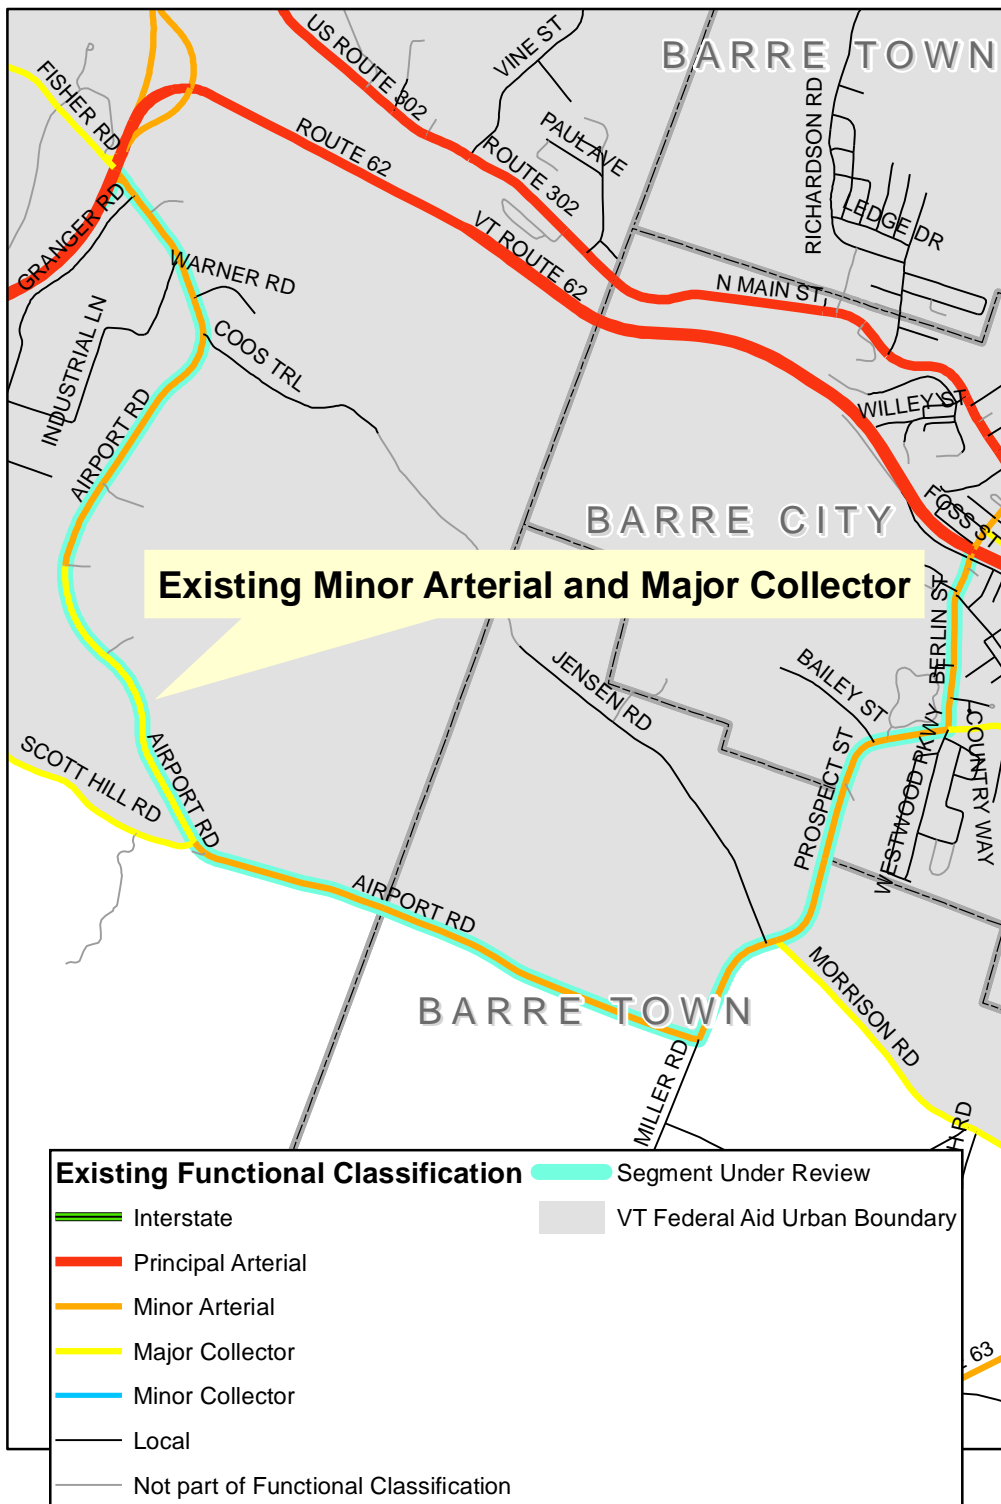 BARRE TOWN
US ROUTE 302
VINE ST
FISHER RD
RICHARDSON RD
PAUL AVE
ROUTE 62
ROUTE 302
LEDGE DR
GRANGER RD
VT ROUTE 62
WARNER RD
N MAIN ST
COOS TRL
INDUSTRIAL LN
AIRPORT RD
WILLEY ST
BARRE CITY
FOSS ST
Existing Minor Arterial and Major Collector
BERLIN ST
JENSEN RD
BAILEY ST
SCOTT HILL RD
AIRPORT RD
PROSPECT ST
WESTWOOD PKWY
COUNTRY WAY
AIRPORT RD
BARRE TOWN
MORRISON RD
MILLER RD
H RD
Existing Functional Classification
Segment Under Review
Interstate
VT Federal Aid Urban Boundary
Principal Arterial
Minor Arterial
Major Collector
63
Minor Collector
Local
Not part of Functional Classification